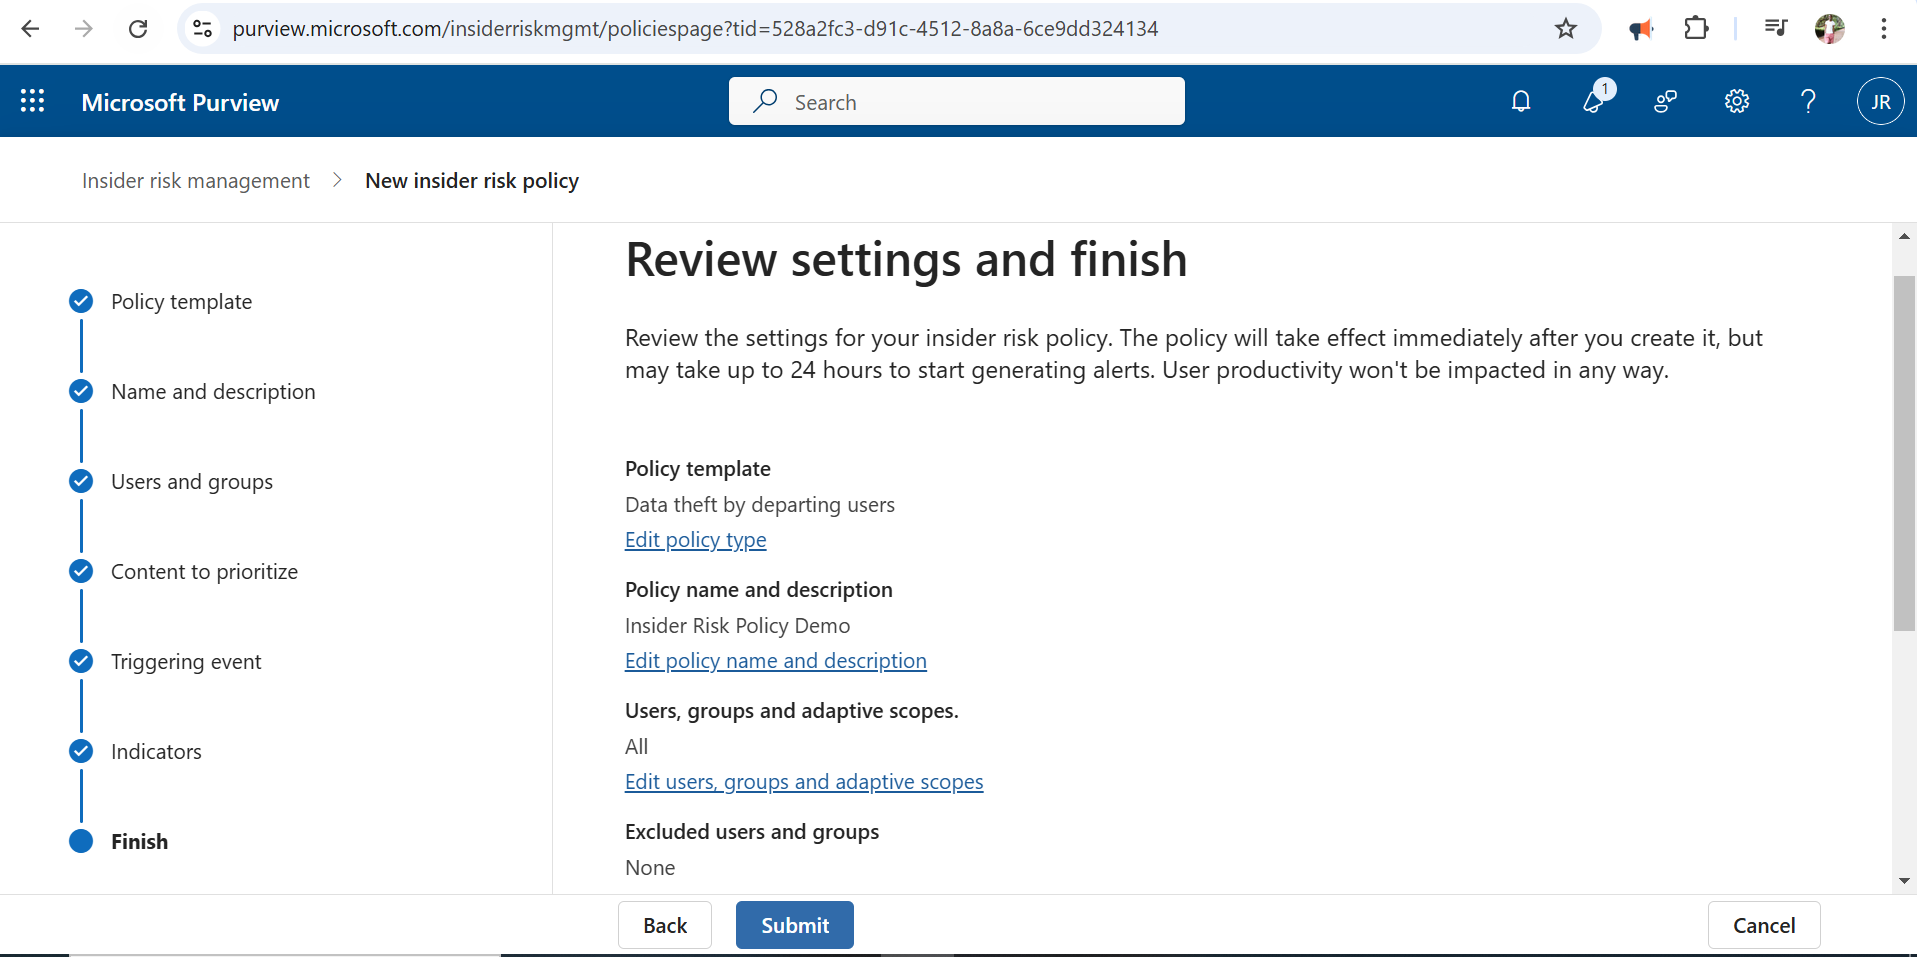 purview.microsoft.com/insiderriskmgmt/policiespage?tid=528a2fc3-d91c-4512-8a8a-6ce9dd324134
Microsoft Purview
Search
1
JR
Insider risk management
New insider risk policy
Policy template
Name and description
Users and groups
Content to prioritize
Triggering event
Indicators
Finish
Review settings and finish
Review the settings for your insider risk policy. The policy will take effect immediately after you create it, but
may take up to 24 hours to start generating alerts. User productivity won't be impacted in any way.
Policy template
Data theft by departing users
Edit policy type
Policy name and description
Insider Risk Policy Demo
Edit policy name and description
Users, groups and adaptive scopes.
All
Edit users, groups and adaptive scopes
Excluded users and groups
None
Back
Submit
Cancel